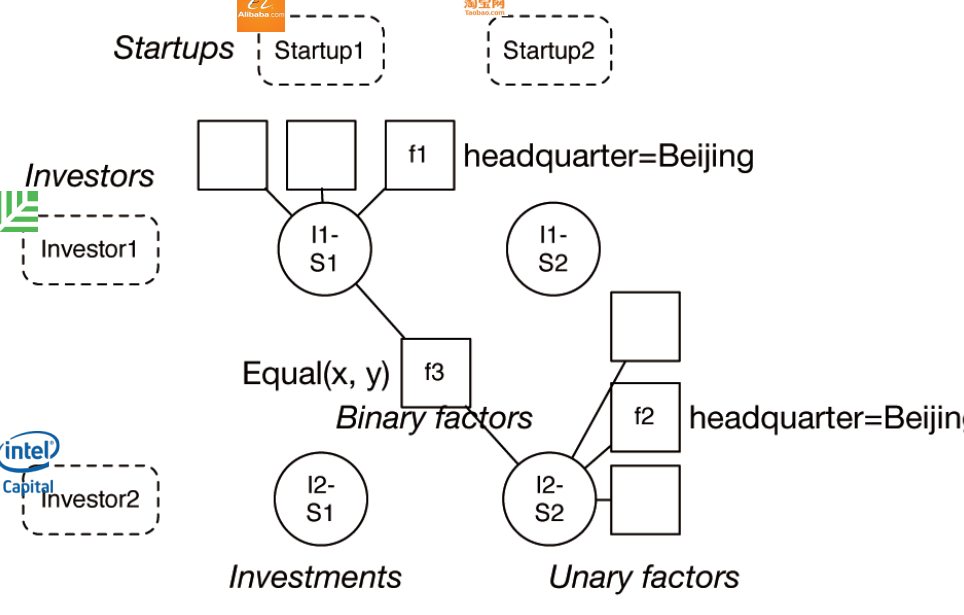 Alibaba.com
淘宝网
Taobao.com
Startups
Startup1
Startup2
f1
headquarter=Beijing
Investors
Investor1
I1-
S1
I1-
S2
Equal(x, y)
f3
Binary factors
f2
headquarter=Beijing
intel
Capital
Investor2
I2-
S1
I2-
S2
Investments
Unary factors